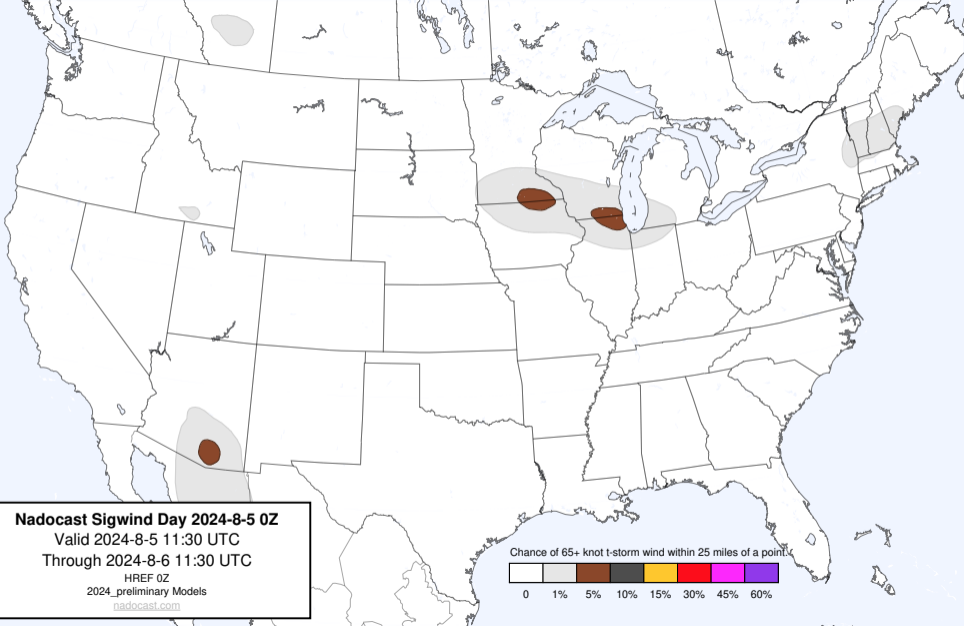 Nadocast Sigwind Day 2024-8-5 0Z
Valid 2024-8-5 11:30 UTC
Through 2024-8-6 11:30 UTC
HREF 0Z
2024_preliminary Models
nadocast.com
Chance of 65+ knot t-storm wind within 25 miles of a point.
0 1% 5% 10% 15% 30% 45% 60%